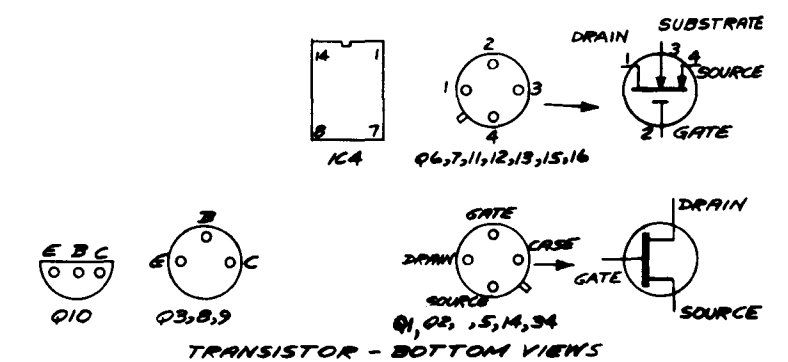 14 1
8 7
IC4
2
1 3
4
Q6,7,11,12,13,15,16
SUBSTRATE
DRAIN
1 3 4
SOURCE
2 GATE
E B C
Q10
B
E C
Q3,8,9
GATE
DRAIN CASE
SOURCE
Q1, Q2, ,5,14,34
DRAIN
GATE
SOURCE
TRANSISTOR - BOTTOM VIEWS